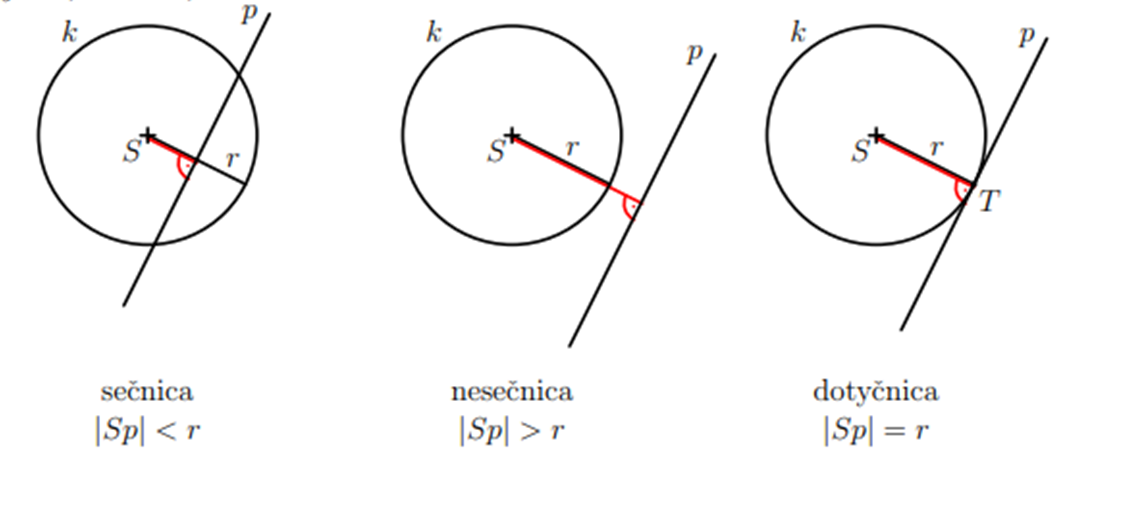 k
p
S
r
k
p
S
r
k
p
S
r
T
sečnica
|Sp| < r
nesečnica
|Sp| > r
dotyčnica
|Sp| = r